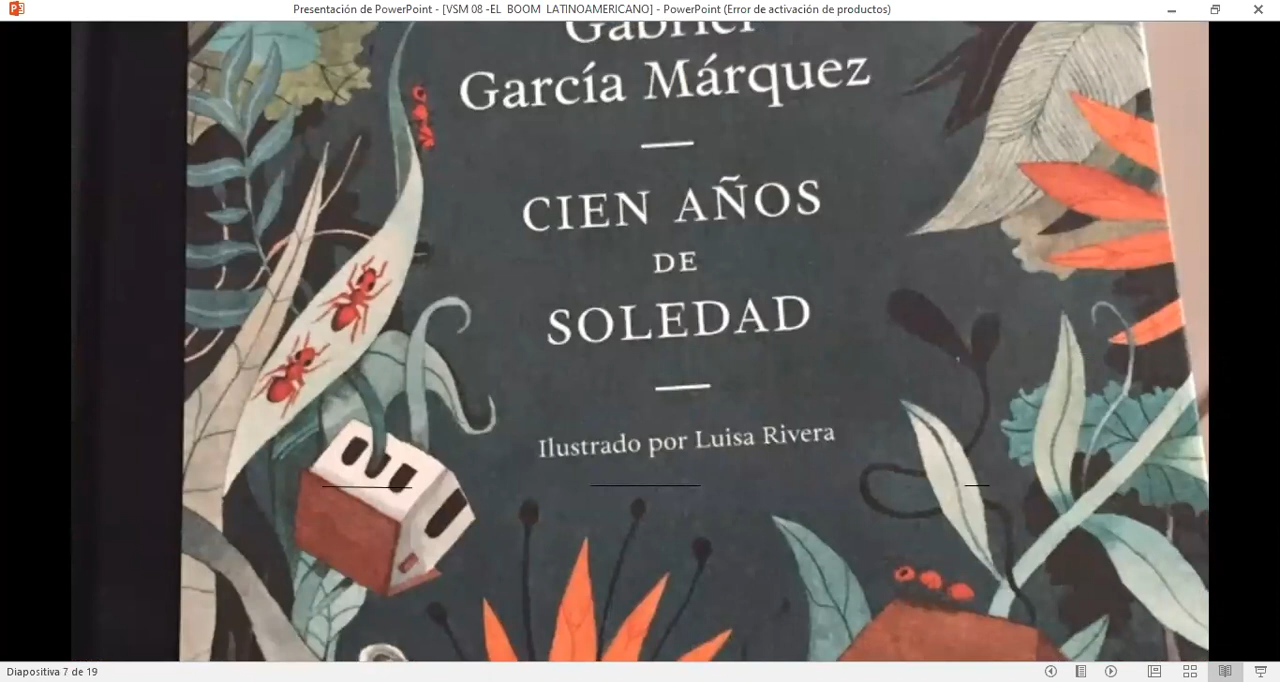 Presentación de PowerPoint - [VSM 08 -EL BOOM LATINOAMERICANO] - PowerPoint (Error de activación de productos)
Gabriel
García Márquez
CIEN AÑOS
DE
SOLEDAD
Ilustrado por Luisa Rivera
Diapositiva 7 de 19